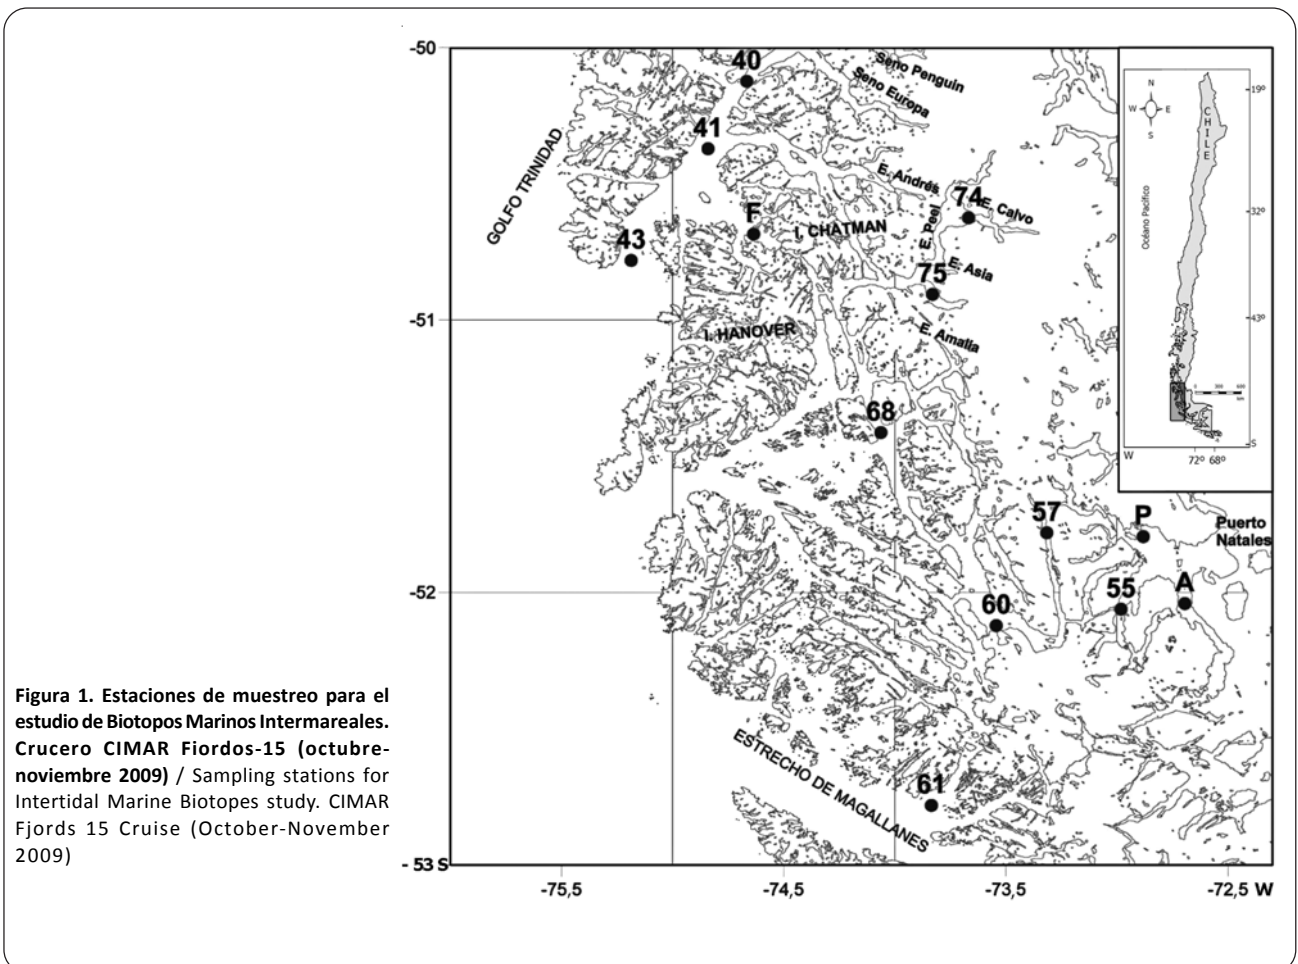 -50
40
Seno Penguin
Seno Europa
41
GOLFO TRINIDAD
E. Andrés
74
E. Calvo
F
I. CHATMAN
E. Peel
43
75
E. Asia
-51
I. HANOVER
E. Amalia
68
57
P
Puerto
Natales
-52
60
55
A
ESTRECHO DE MAGALLANES
61
-53 S
-75,5
-74,5
-73,5
-72,5 W
N
W
E
S
CHILE
Océano Pacífico
19º
32º
43º
0
300
600
km
S
W
72º 68º
Figura 1. Estaciones de muestreo para el
estudio de Biotopos Marinos Intermareales.
Crucero CIMAR Fiordos-15 (octubre-
noviembre 2009) / Sampling stations for
Intertidal Marine Biotopes study. CIMAR
Fjords 15 Cruise (October-November
2009)